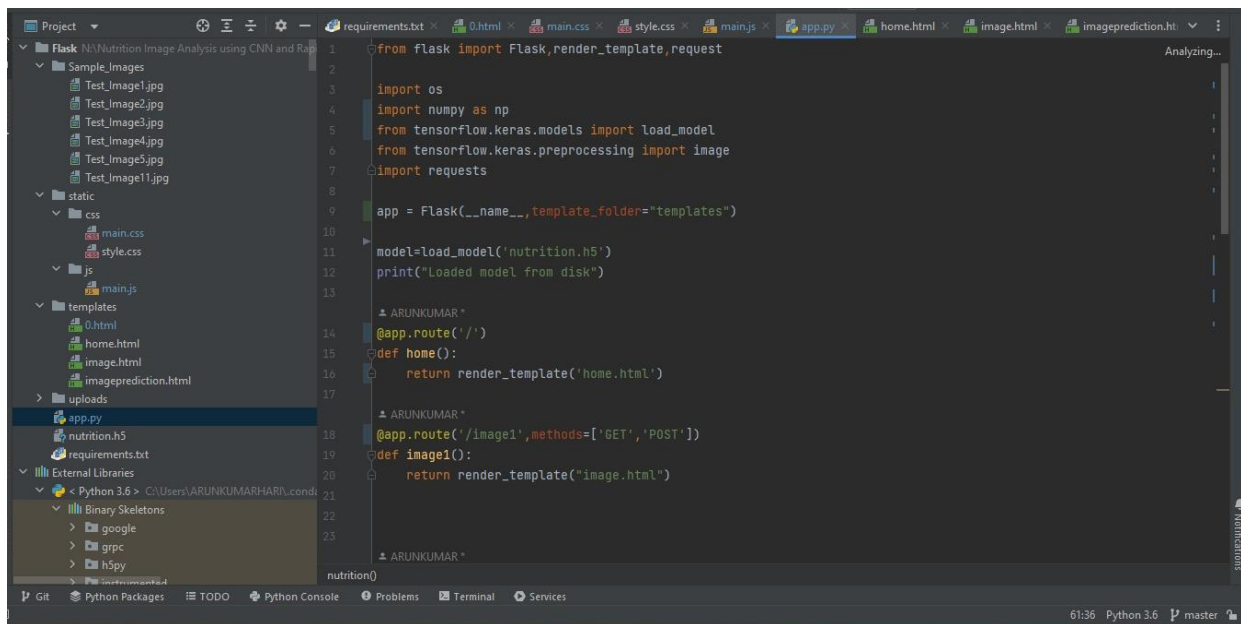 Project
requirements.txt
0.html
main.css
style.css
main.js
app.py
home.html
image.html
imageprediction.ht
Flask N:\Nutrition Image Analysis using CNN and Rapi
Sample_Images
Test_Image1.jpg
Test_Image2.jpg
Test_Image3.jpg
Test_Image4.jpg
Test_Image5.jpg
Test_Image11.jpg
static
css
main.css
style.css
js
main.js
templates
0.html
home.html
image.html
imageprediction.html
uploads
app.py
nutrition.h5
requirements.txt
External Libraries
< Python 3.6 > C:\Users\ARUNKUMARHARI\.conda
Binary Skeletons
google
grpc
h5py
instrumented
Analyzing...
1 from flask import Flask,render_template,request
2
3 import os
4 import numpy as np
5 from tensorflow.keras.models import load_model
6 from tensorflow.keras.preprocessing import image
7 import requests
8
9 app = Flask(__name__,template_folder="templates")
10
11 model=load_model('nutrition.h5')
12 print("Loaded model from disk")
13
ARUNKUMAR *
14 @app.route('/')
15 def home():
16 return render_template('home.html')
17
ARUNKUMAR *
18 @app.route('/image1',methods=['GET','POST'])
19 def image1():
20 return render_template("image.html")
21
22
23
ARUNKUMAR *
nutrition()
Notifications
Git Python Packages TODO Python Console Problems Terminal Services
61:36 Python 3.6 master